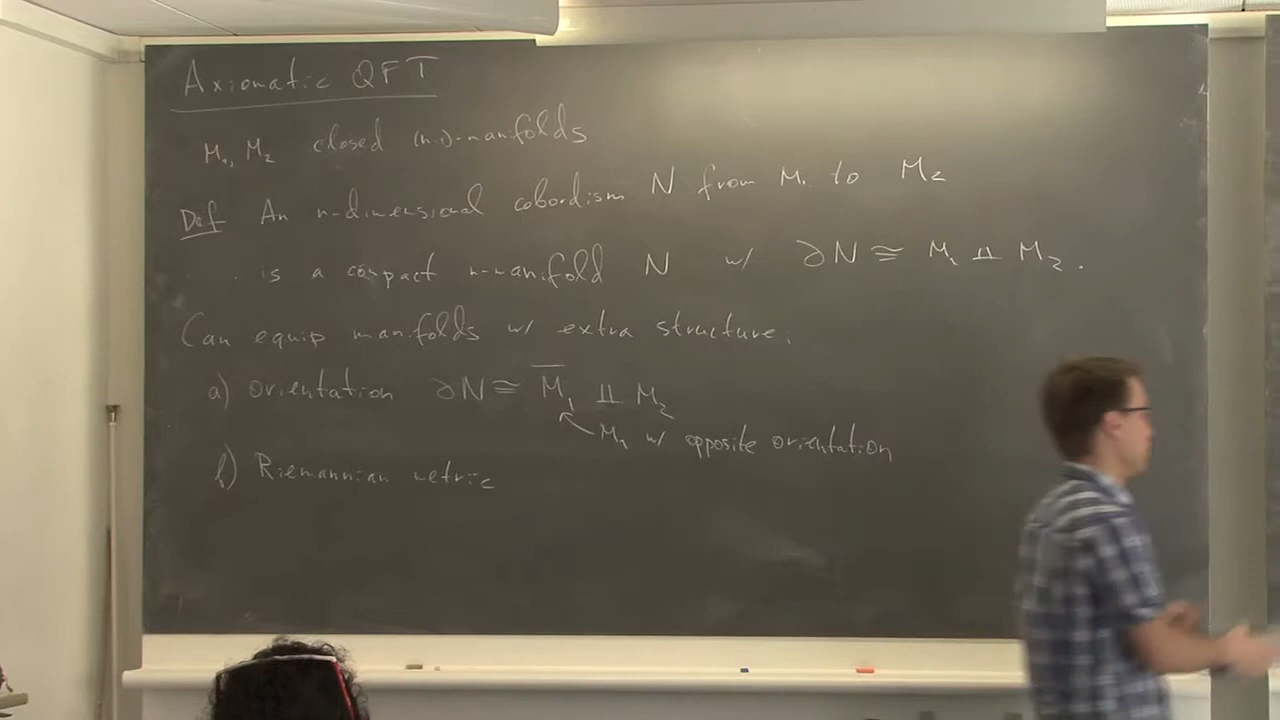 Axiomatic QFT
M₁, M₂ closed (n-1)-manifolds
Def An n-dimensional cobordism N from M₁ to M₂
is a compact n-manifold N w/ ∂N ≅ M₁ ⨿ M₂.
Can equip manifolds w/ extra structure.
a) orientation ∂N ≅ M̅₁ ⨿ M₂
M₁ w/ opposite orientation
b) Riemannian metric